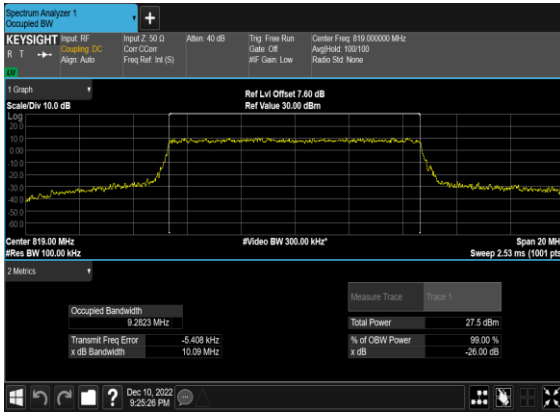 Spectrum Analyzer 1
Occupied BW
+
KEYSIGHT Input: RF Input Z: 50 Ω Atten: 40 dB Trig: Free Run Center Freq: 819.000000 MHz
R T Coupling: DC Corr CCorr Gate: Off Avg|Hold: 100/100
Align: Auto Freq Ref: Int (S) #IF Gain: Low Radio Std: None
LW
1 Graph
Ref Lvl Offset 7.60 dB
Scale/Div 10.0 dB Ref Value 30.00 dBm
Log
20.0
10.0
0.00
-10.0
-20.0
-30.0
-40.0
-50.0
-60.0
Center 819.00 MHz #Video BW 300.00 kHz* Span 20 MH
#Res BW 100.00 kHz Sweep 2.53 ms (1001 pts
2 Metrics
Measure Trace Trace 1
Occupied Bandwidth
9.2823 MHz
Total Power 27.5 dBm
Transmit Freq Error -5.408 kHz % of OBW Power 99.00 %
x dB Bandwidth 10.09 MHz x dB -26.00 dB
? Dec 10, 2022
9:25:26 PM